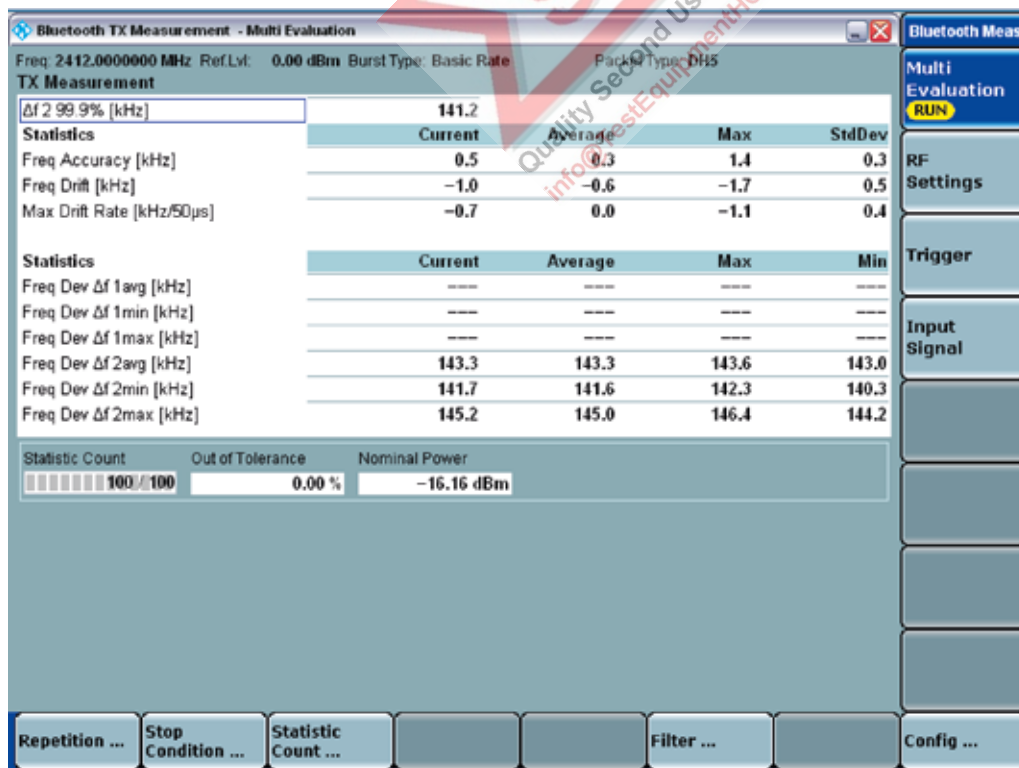 Bluetooth TX Measurement - Multi Evaluation
Bluetooth Meas
Freq: 2412.0000000 MHz Ref.Lvl: 0.00 dBm Burst Type: Basic Rate Packet Type: DH5
TX Measurement
Multi
Evaluation
RUN
Δf 2 99.9% [kHz] 141.2
Statistics Current Average Max StdDev
Freq Accuracy [kHz] 0.5 0.3 1.4 0.3
Freq Drift [kHz] −1.0 −0.6 −1.7 0.5
Max Drift Rate [kHz/50µs] −0.7 0.0 −1.1 0.4
RF
Settings
Statistics Current Average Max Min
Freq Dev Δf 1avg [kHz] --- --- --- ---
Freq Dev Δf 1min [kHz] --- --- --- ---
Freq Dev Δf 1max [kHz] --- --- --- ---
Freq Dev Δf 2avg [kHz] 143.3 143.3 143.6 143.0
Freq Dev Δf 2min [kHz] 141.7 141.6 142.3 140.3
Freq Dev Δf 2max [kHz] 145.2 145.0 146.4 144.2
Trigger
Input
Signal
Statistic Count Out of Tolerance Nominal Power
100 / 100 0.00 % −16.16 dBm
Repetition ...
Stop
Condition ...
Statistic
Count ...
Filter ...
Config ...
Quality Second